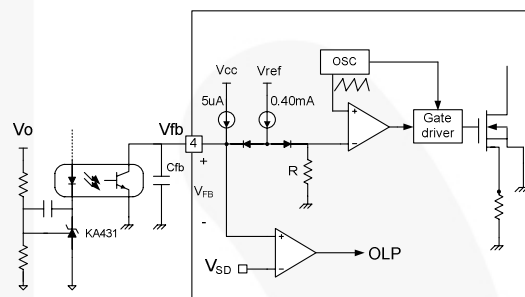 OSC
Vcc
Vref
5uA
0.40mA
Vo
Vfb
4
Gate
driver
+
Cfb
R
VFB
-
KA431
+
-
VSD
OLP